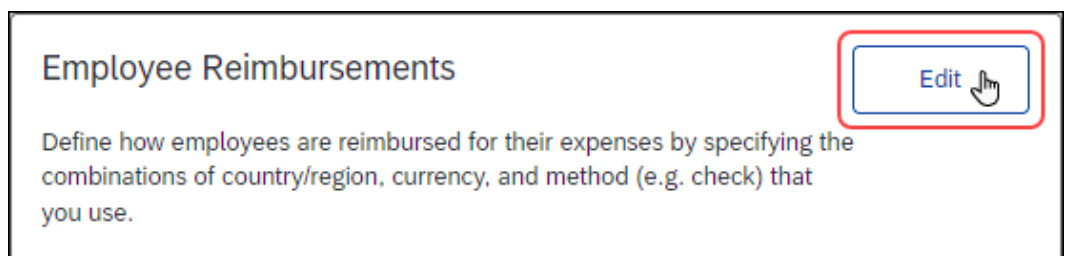 Employee Reimbursements
Edit
Define how employees are reimbursed for their expenses by specifying the
combinations of country/region, currency, and method (e.g. check) that
you use.